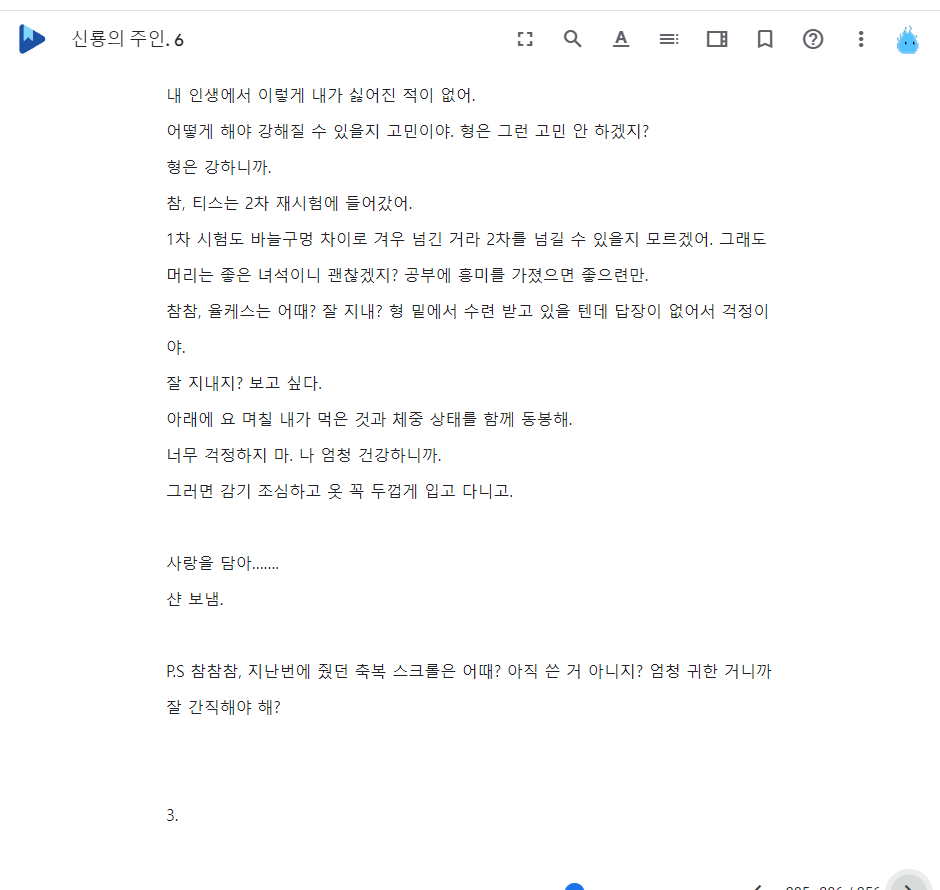 신룡의 주인. 6
내 인생에서 이렇게 내가 싫어진 적이 없어.
어떻게 해야 강해질 수 있을지 고민이야. 형은 그런 고민 안 하겠지?
형은 강하니까.
참, 티스는 2차 재시험에 들어갔어.
1차 시험도 바늘구멍 차이로 겨우 넘긴 거라 2차를 넘길 수 있을지 모르겠어. 그래도
머리는 좋은 녀석이니 괜찮겠지? 공부에 흥미를 가졌으면 좋으련만.
참참, 율케스는 어때? 잘 지내? 형 밑에서 수련 받고 있을 텐데 답장이 없어서 걱정이
야.
잘 지내지? 보고 싶다.
아래에 요 며칠 내가 먹은 것과 체중 상태를 함께 동봉해.
너무 걱정하지 마. 나 엄청 건강하니까.
그러면 감기 조심하고 옷 꼭 두껍게 입고 다니고.
사랑을 담아.......
샨 보냄.
P.S 참참참, 지난번에 줬던 축복 스크롤은 어때? 아직 쓴 거 아니지? 엄청 귀한 거니까
잘 간직해야 해?
3.